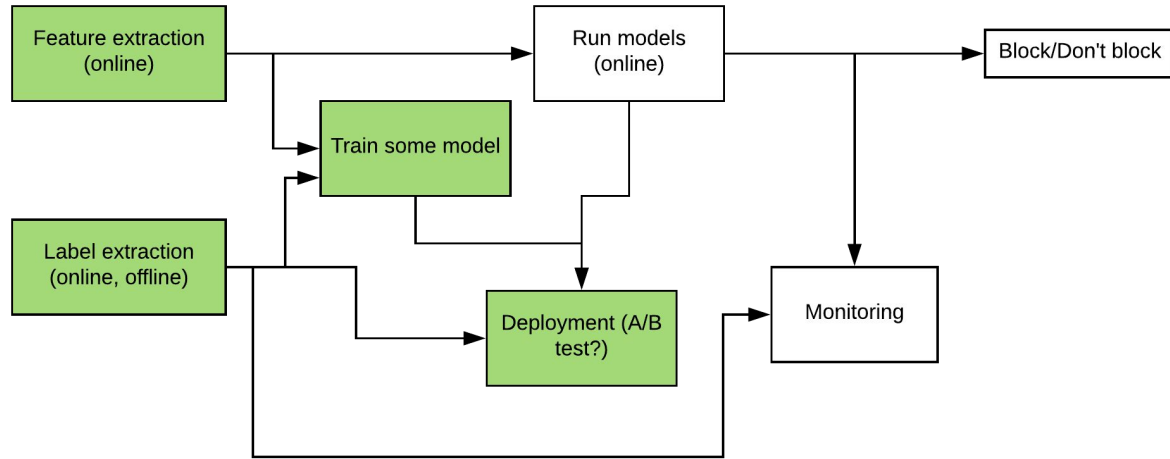 Feature extraction
(online)
Run models
(online)
Block/Don't block
Train some model
Label extraction
(online, offline)
Deployment (A/B
test?)
Monitoring